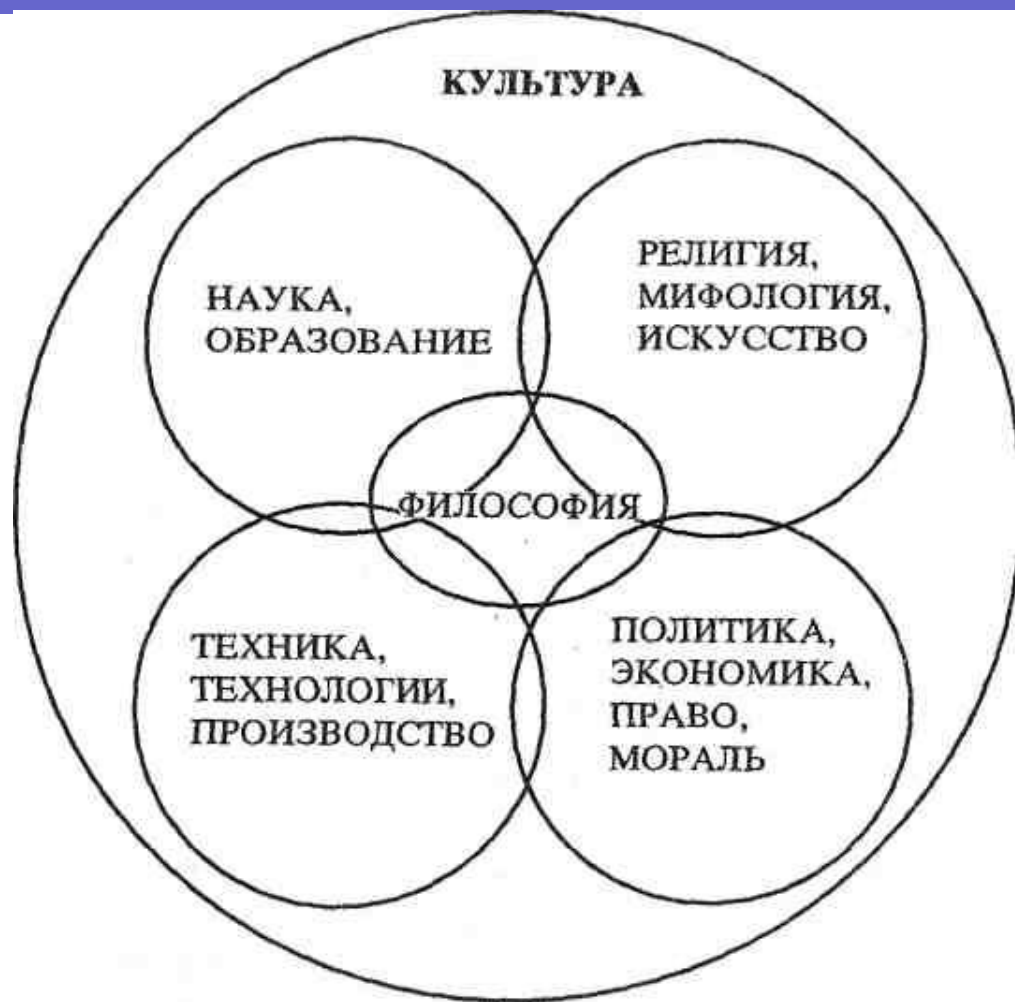 КУЛЬТУРА
НАУКА,
ОБРАЗОВАНИЕ
РЕЛИГИЯ,
МИФОЛОГИЯ,
ИСКУССТВО
ФИЛОСОФИЯ
ТЕХНИКА,
ТЕХНОЛОГИИ,
ПРОИЗВОДСТВО
ПОЛИТИКА,
ЭКОНОМИКА,
ПРАВО,
МОРАЛЬ